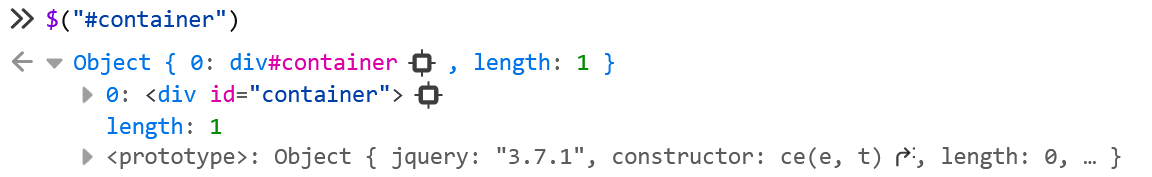 $("#container")
Object { 0: div#container , length: 1 }
0: <div id="container">
length: 1
<prototype>: Object { jquery: "3.7.1", constructor: ce(e, t) , length: 0, … }